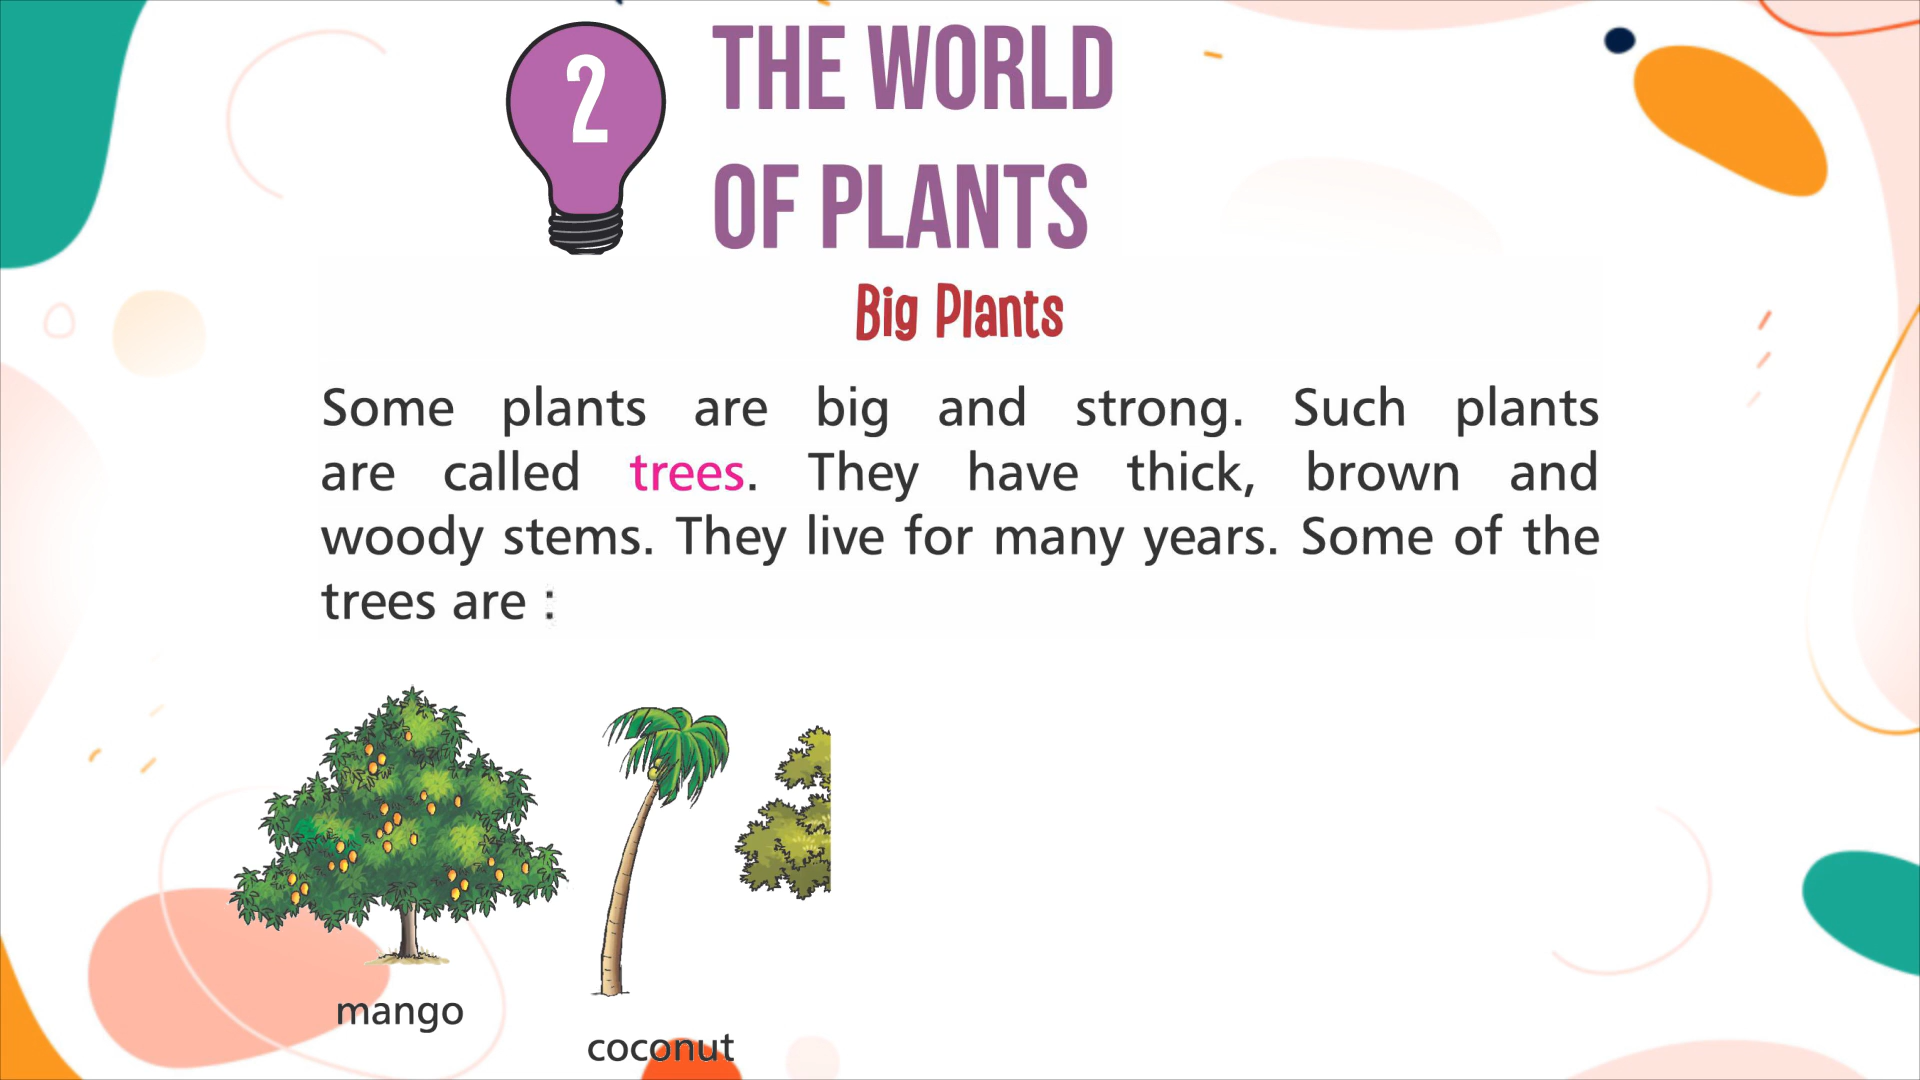 2
THE WORLD
OF PLANTS
Big Plants
Some plants are big and strong. Such plants
are called trees. They have thick, brown and
woody stems. They live for many years. Some of the
trees are :
mango
coconut